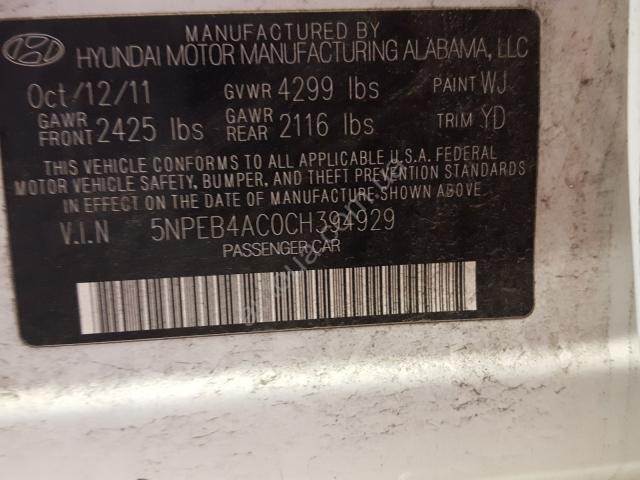 MANUFACTURED BY
HYUNDAI MOTOR MANUFACTURING ALABAMA, LLC
Oct/12/11 GVWR 4299 lbs PAINT WJ
GAWR FRONT 2425 lbs GAWR REAR 2116 lbs TRIM YD
THIS VEHICLE CONFORMS TO ALL APPLICABLE U.S.A. FEDERAL
MOTOR VEHICLE SAFETY, BUMPER, AND THEFT PREVENTION STANDARDS
IN EFFECT ON THE DATE OF MANUFACTURE SHOWN ABOVE.
V.I.N 5NPEB4AC0CH394929
PASSENGER CAR